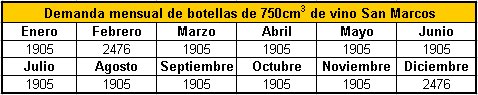 Demanda mensual de botellas de 750cm³ de vino San Marcos
Enero Febrero Marzo Abril Mayo Junio
1905 2476 1905 1905 1905 1905
Julio Agosto Septiembre Octubre Noviembre Diciembre
1905 1905 1905 1905 1905 2476